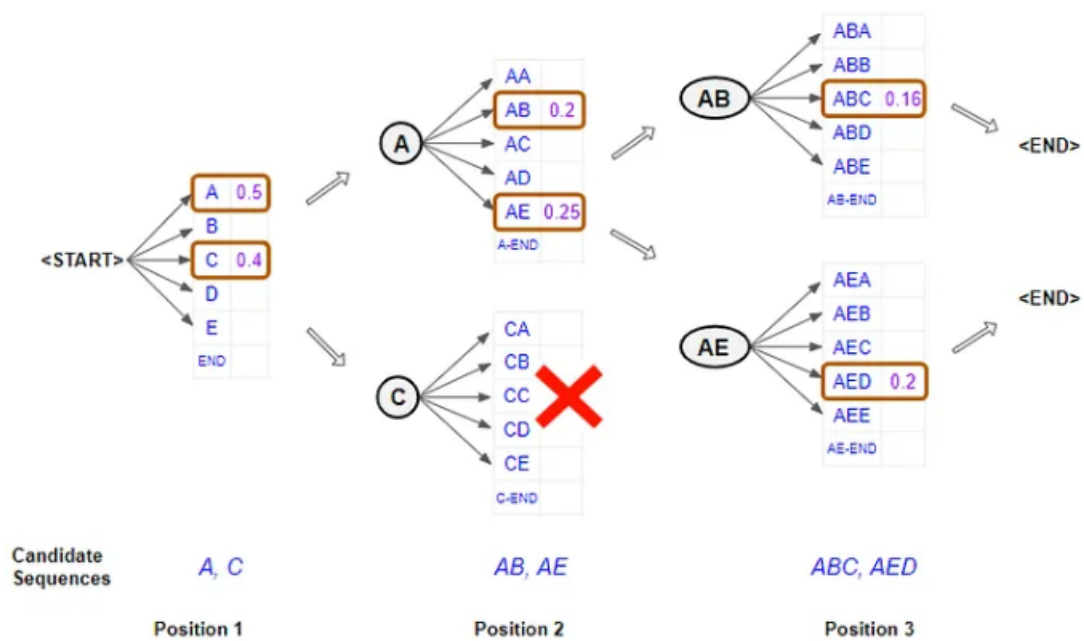 <START>
A 0.5
B
C 0.4
D
E
END
A
AA
AB 0.2
AC
AD
AE 0.25
A-END
C
CA
CB
CC
CD
CE
C-END
AB
ABA
ABB
ABC 0.16
ABD
ABE
AB-END
<END>
AE
AEA
AEB
AEC
AED 0.2
AEE
AE-END
<END>
Candidate
Sequences
A, C
AB, AE
ABC, AED
Position 1
Position 2
Position 3